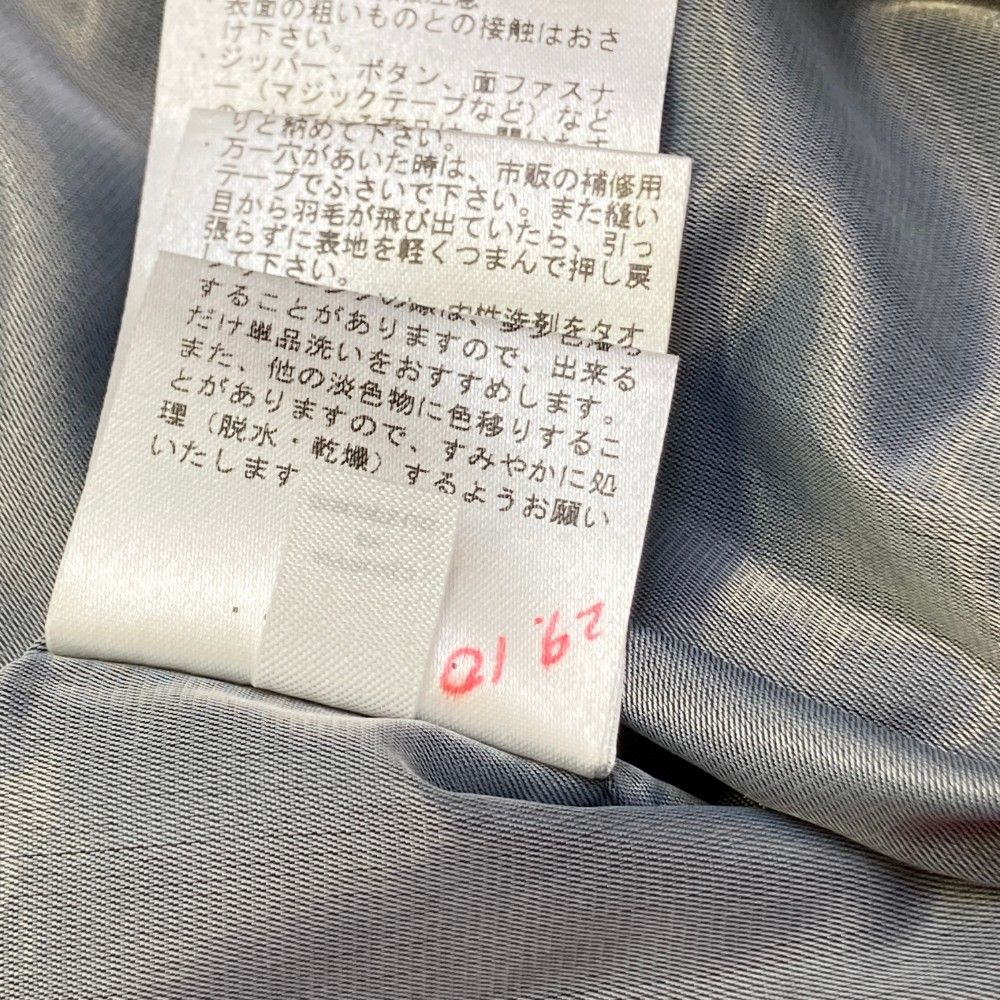 表面の粗いものとの接触はおさ
け下さい。
ジッパー、ボタン、面ファスナ
ー（マジックテープなど）など
りと納めて下さい。
万一穴があいた時は、市販の補修用
テープでふさいで下さい。また縫い
目から羽毛が飛び出ていたら、引っ
張らずに表地を軽くつまんで押し戻
して下さい。
することがありますので、出来る
だけ単品洗いをおすすめします。
また、他の淡色物に色移りするこ
とがありますので、すみやかに処
理（脱水・乾燥）するようお願い
いたします
29.10